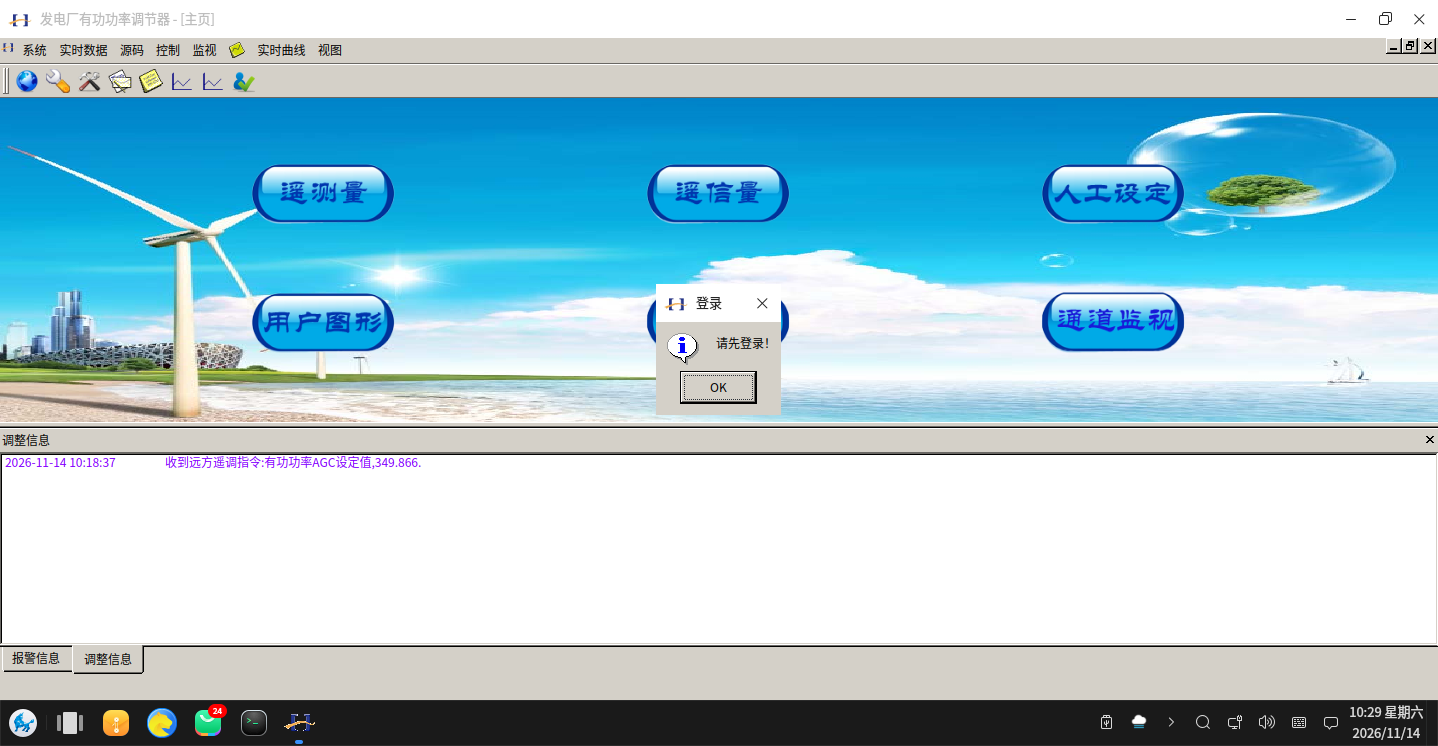 发电厂有功功率调节器 - [主页]
系统 实时数据 源码 控制 监视 实时曲线 视图
遥测量 遥信量 人工设定
登录
用户图形 通道监视
请先登录!
OK
调整信息
2026-11-14 10:18:37 收到远方遥调指令:有功功率AGC设定值,349.866.
报警信息 调整信息
24
10:29 星期六
2026/11/14